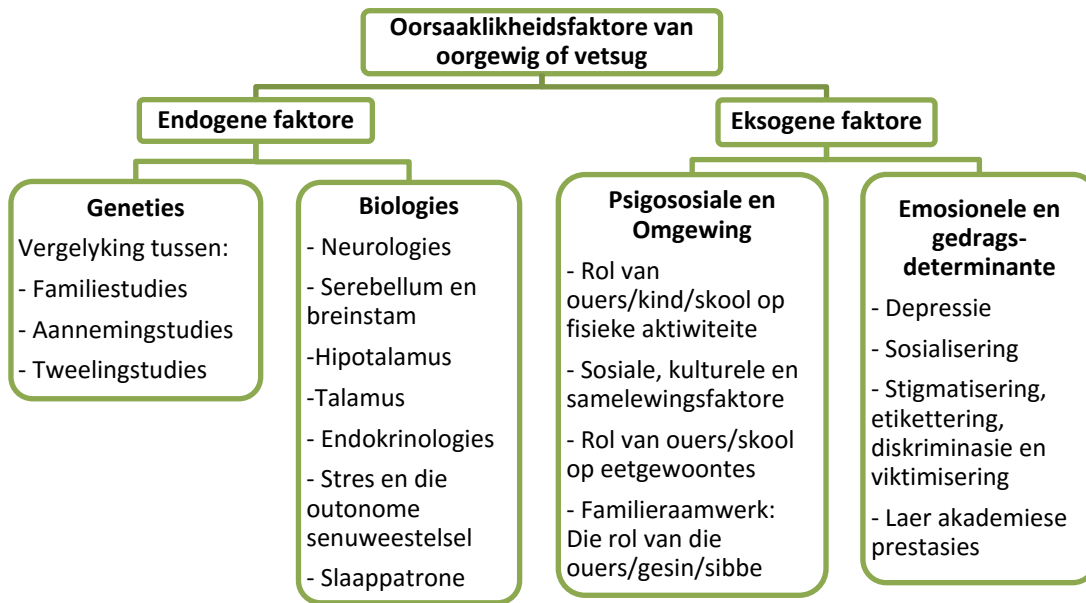 Oorsaaklikheidsfaktore van
oorgewig of vetsug
Endogene faktore
Eksogene faktore
Geneties
Vergelyking tussen:
- Familiestudies
- Aannemingstudies
- Tweelingstudies
Biologies
- Neurologies
- Serebellum en
breinstam
-Hipotalamus
-Talamus
- Endokrinologies
- Stres en die
outonome
senuweestelsel
- Slaappatrone
Psigososiale en
Omgewing
- Rol van
ouers/kind/skool op
fisieke aktiwiteite
- Sosiale, kulturele en
samelewingsfaktore
- Rol van ouers/skool
op eetgewoontes
- Familieraamwerk:
Die rol van die
ouers/gesin/sibbe
Emosionele en
gedrags-
determinante
- Depressie
- Sosialisering
- Stigmatisering,
etikettering,
diskriminasie en
viktimisering
- Laer akademiese
prestasies